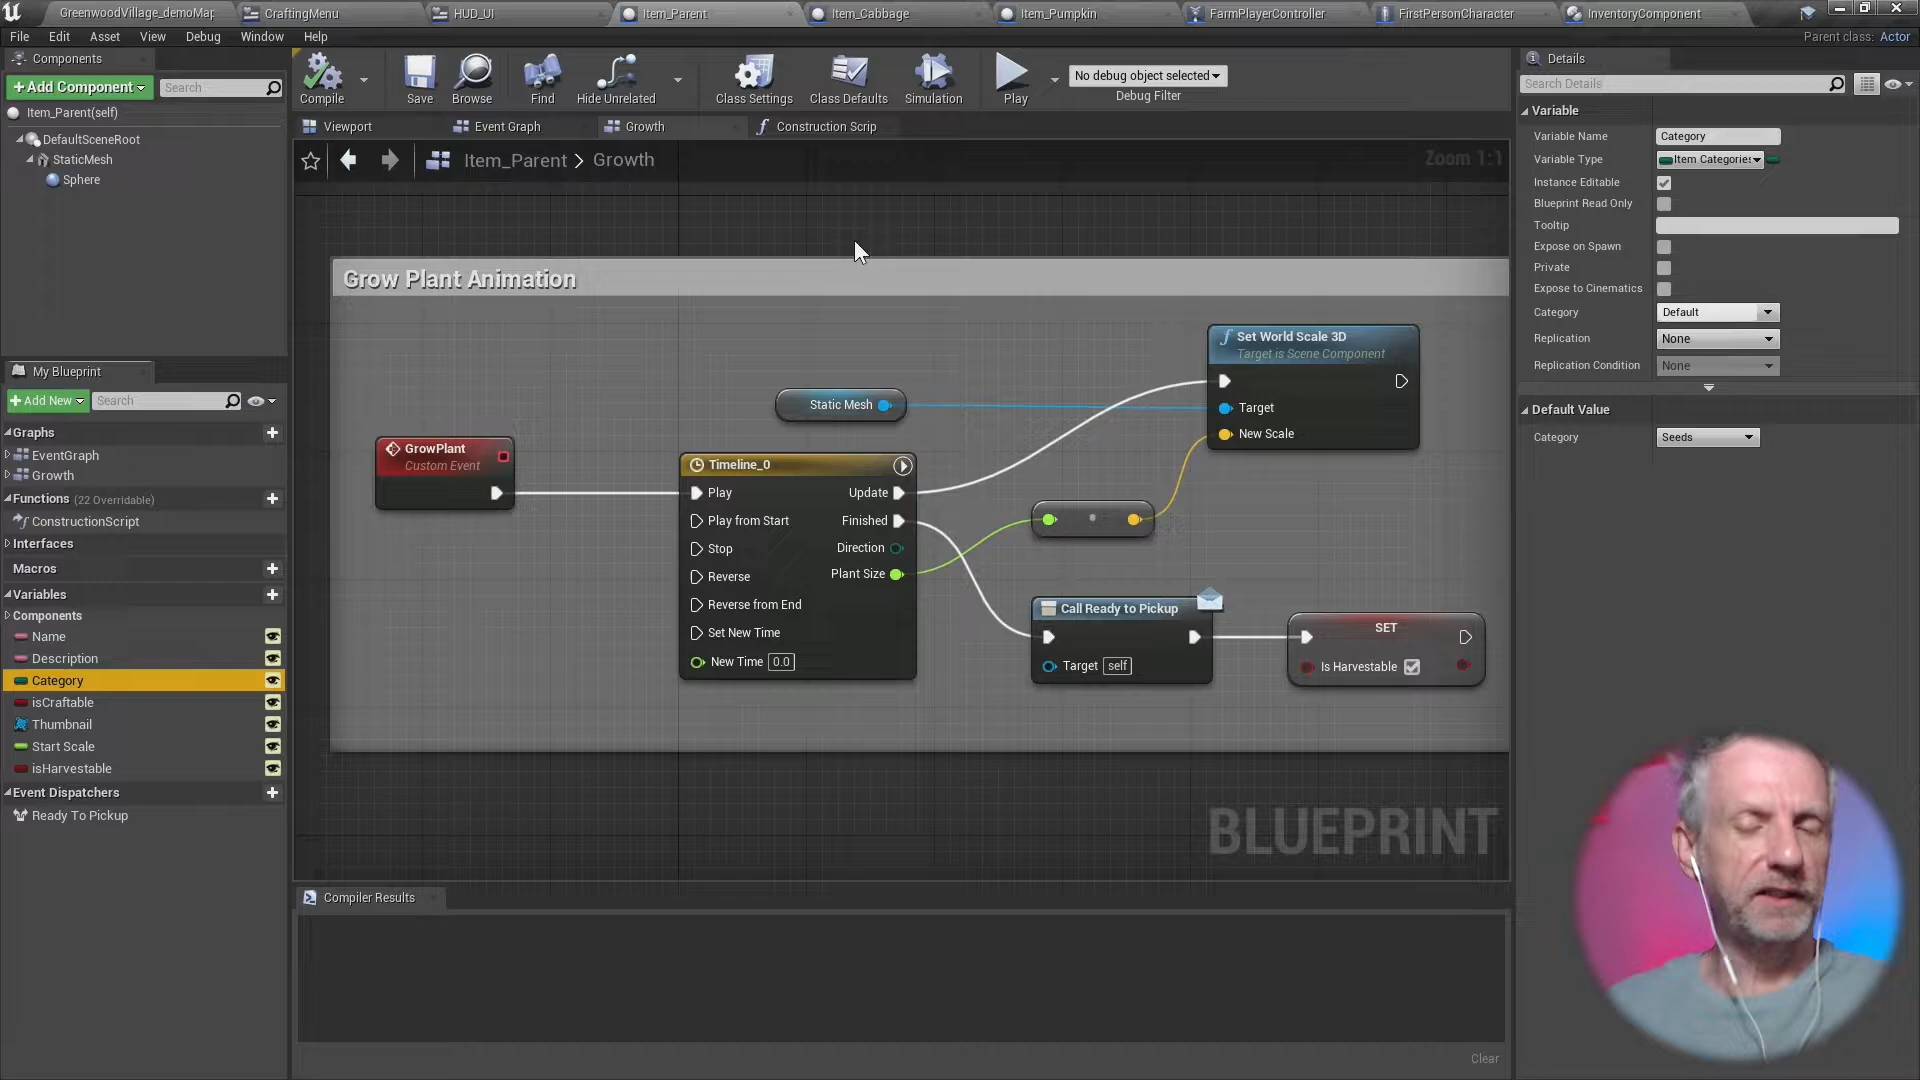 GreenwoodVillage_demoMap
CraftingMenu
HUD_UI
Item_Parent
Item_Cabbage
Item_Pumpkin
FarmPlayerController
FirstPersonCharacter
InventoryComponent
File
Edit
Asset
View
Debug
Window
Help
Parent class: Actor
Components
+ Add Component
Search
Item_Parent(self)
DefaultSceneRoot
StaticMesh
Sphere
Compile
Save
Browse
Find
Hide Unrelated
Class Settings
Class Defaults
Simulation
Play
No debug object selected
Debug Filter
Viewport
Event Graph
Growth
Construction Scrip
Item_Parent > Growth
Zoom 1:1
Grow Plant Animation
Set World Scale 3D
Target is Scene Component
Target
New Scale
Static Mesh
GrowPlant
Custom Event
Timeline_0
Play
Update
Play from Start
Finished
Stop
Direction
Reverse
Plant Size
Reverse from End
Set New Time
New Time 0.0
Call Ready to Pickup
Target self
SET
Is Harvestable
BLUEPRINT
My Blueprint
+ Add New
Search
Graphs
EventGraph
Growth
Functions (22 Overridable)
ConstructionScript
Interfaces
Macros
Variables
Components
Name
Description
Category
isCraftable
Thumbnail
Start Scale
isHarvestable
Event Dispatchers
Ready To Pickup
Compiler Results
Clear
Details
Search Details
Variable
Variable Name Category
Variable Type Item Categories
Instance Editable
Blueprint Read Only
Tooltip
Expose on Spawn
Private
Expose to Cinematics
Category Default
Replication None
Replication Condition None
Default Value
Category Seeds